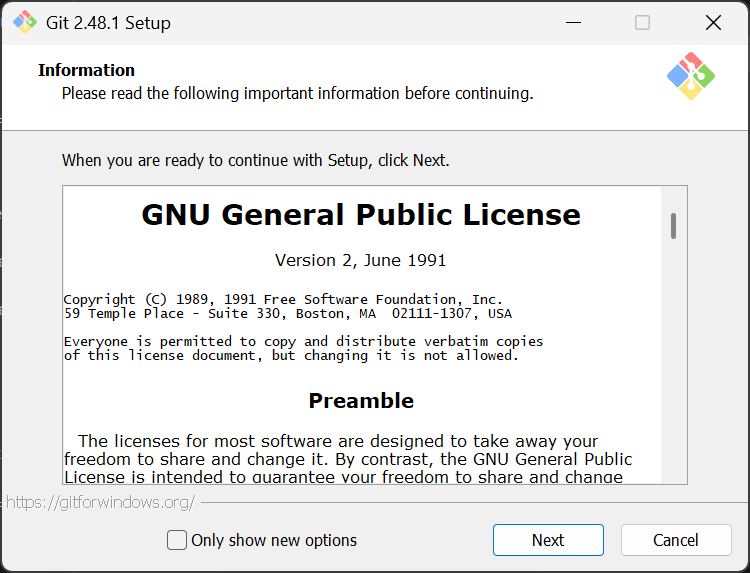 Git 2.48.1 Setup
Information
Please read the following important information before continuing.
When you are ready to continue with Setup, click Next.
GNU General Public License
Version 2, June 1991
Copyright (C) 1989, 1991 Free Software Foundation, Inc.
59 Temple Place - Suite 330, Boston, MA  02111-1307, USA
Everyone is permitted to copy and distribute verbatim copies
of this license document, but changing it is not allowed.
Preamble
The licenses for most software are designed to take away your
freedom to share and change it. By contrast, the GNU General Public
License is intended to guarantee your freedom to share and change
https://gitforwindows.org/
Only show new options
Next
Cancel